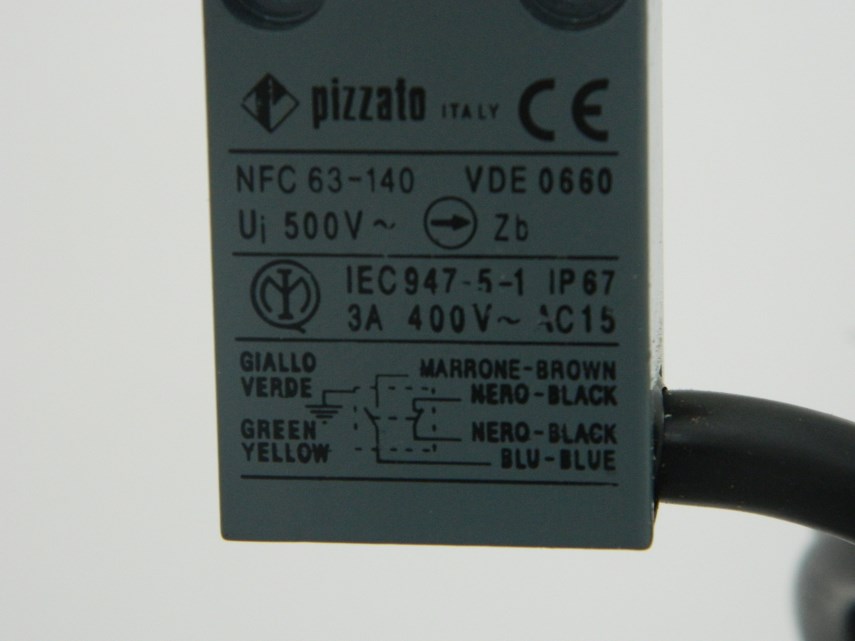 pizzato ITALY CE
NFC 63-140 VDE 0660
Ui 500V ~ Zb
IEC 947-5-1 IP67
3A 400V ~ AC15
GIALLO
VERDE
MARRONE-BROWN
NERO-BLACK
GREEN
YELLOW
NERO-BLACK
BLU-BLUE